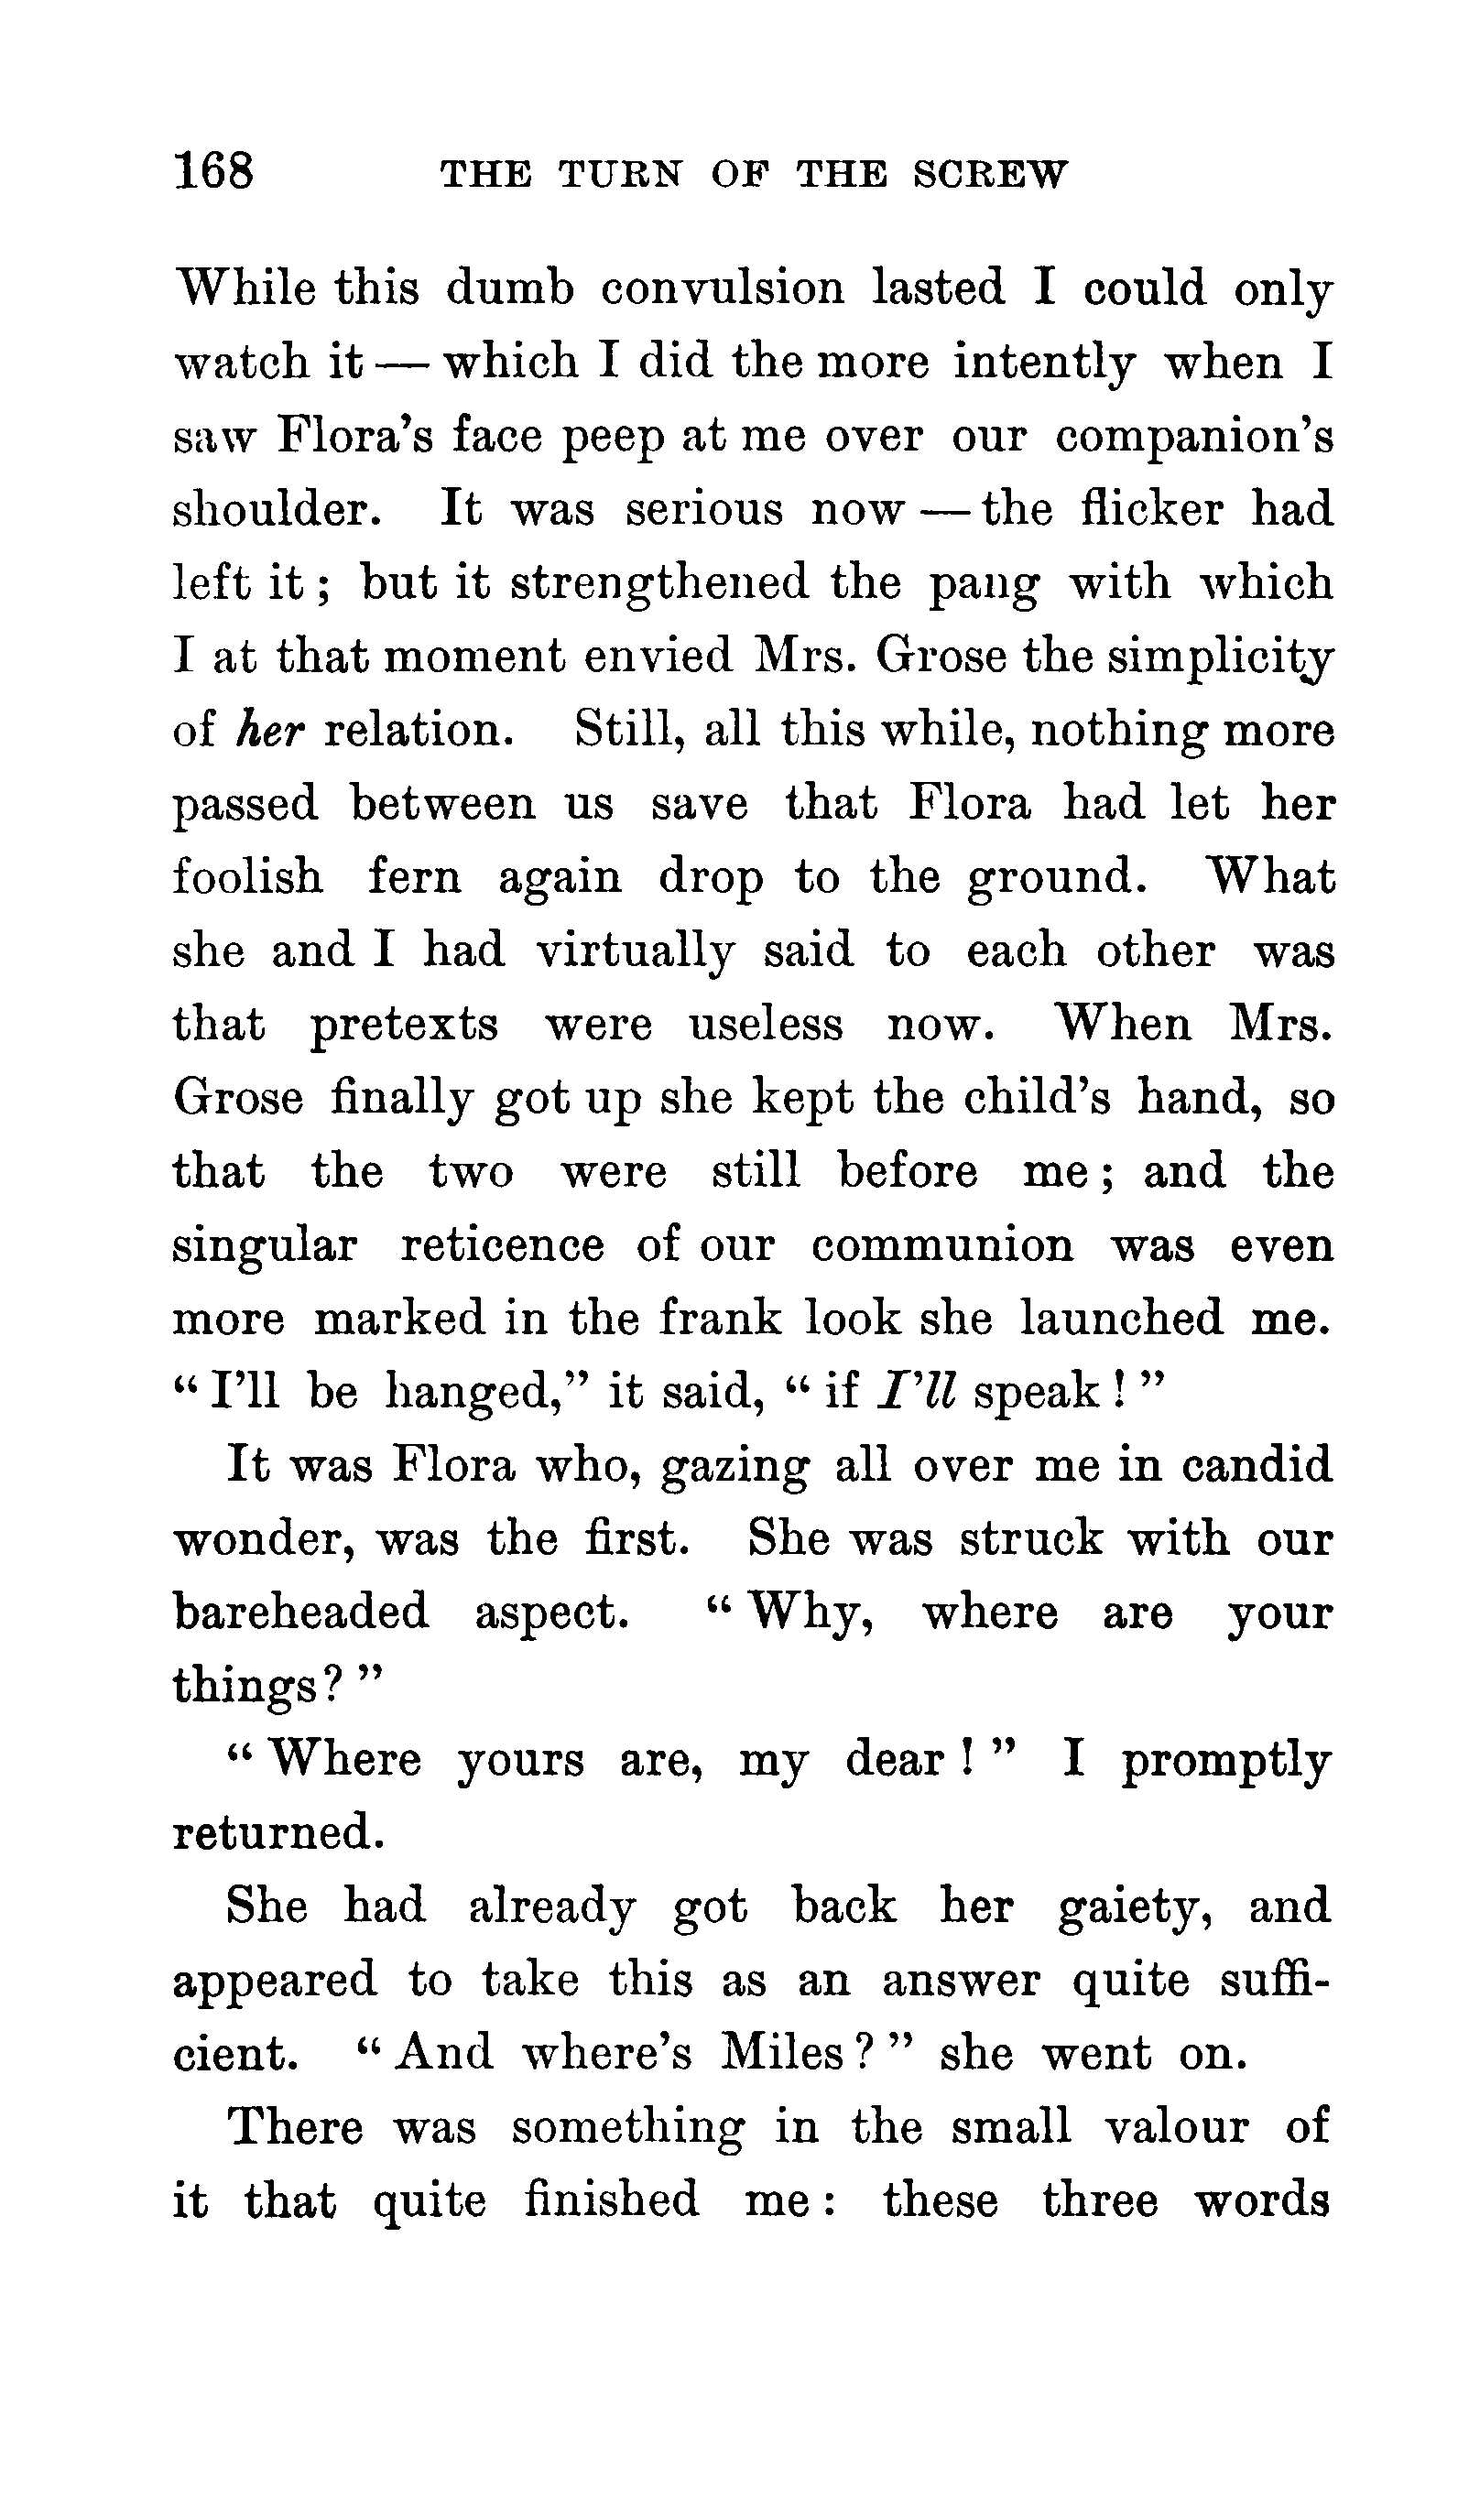 168 THE TURN OF THE SCREW
While this dumb convulsion lasted I could only
watch it — which I did the more intently when I
saw Flora's face peep at me over our companion's
shoulder. It was serious now — the flicker had
left it; but it strengthened the pang with which
I at that moment envied Mrs. Grose the simplicity
of her relation. Still, all this while, nothing more
passed between us save that Flora had let her
foolish fern again drop to the ground. What
she and I had virtually said to each other was
that pretexts were useless now. When Mrs.
Grose finally got up she kept the child's hand, so
that the two were still before me; and the
singular reticence of our communion was even
more marked in the frank look she launched me.
"I'll be hanged," it said, "if I'll speak!"
It was Flora who, gazing all over me in candid
wonder, was the first. She was struck with our
bareheaded aspect. "Why, where are your
things?"
"Where yours are, my dear!" I promptly
returned.
She had already got back her gaiety, and
appeared to take this as an answer quite suffi-
cient. "And where's Miles?" she went on.
There was something in the small valour of
it that quite finished me: these three words